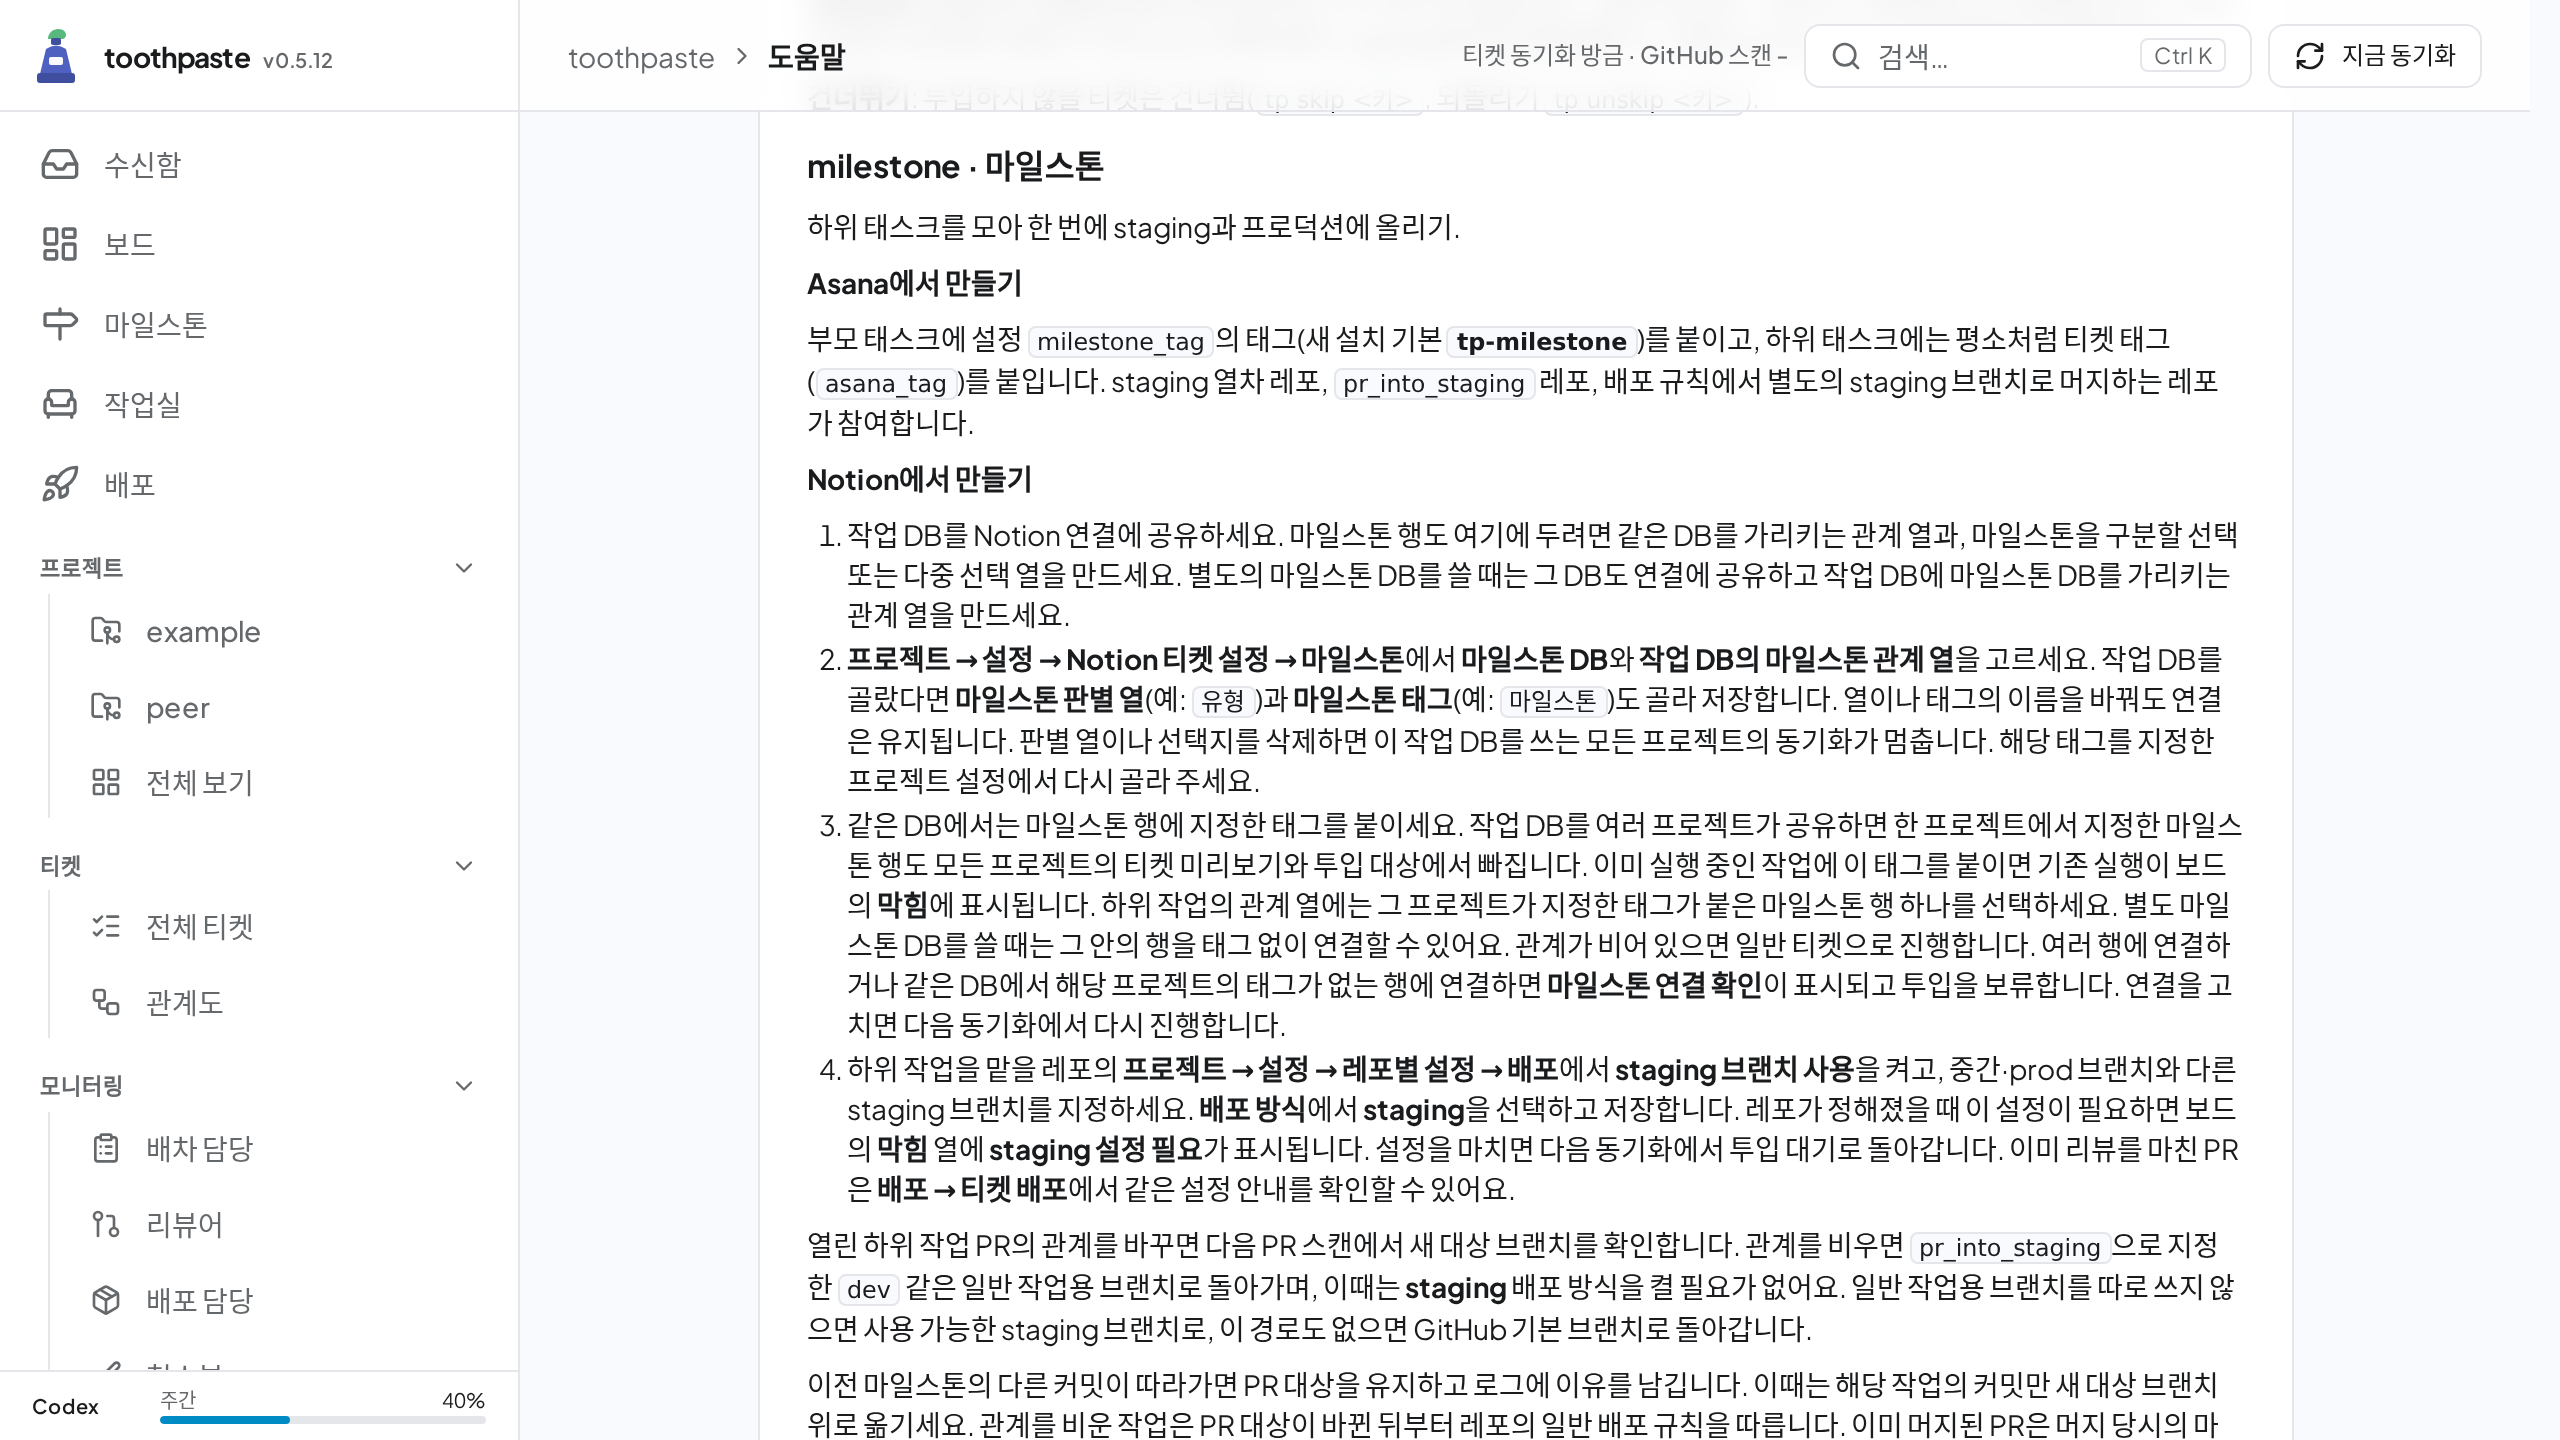 toothpaste v0.5.12
수신함
보드
마일스톤
작업실
배포
프로젝트
example
peer
전체 보기
티켓
전체 티켓
관계도
모니터링
배차 담당
리뷰어
배포 담당
Codex
주간
40%
toothpaste > 도움말
티켓 동기화 방금 · GitHub 스캔 -
검색...
Ctrl K
지금 동기화
건너뛰기: 투입하지 않을 티켓은 건너뜀( tp skip <키> , 되돌리기 tp unskip <키> ).
milestone · 마일스톤
하위 태스크를 모아 한 번에 staging과 프로덕션에 올리기.
Asana에서 만들기
부모 태스크에 설정 milestone_tag의 태그(새 설치 기본 tp-milestone)를 붙이고, 하위 태스크에는 평소처럼 티켓 태그
(asana_tag)를 붙입니다. staging 열차 레포, pr_into_staging 레포, 배포 규칙에서 별도의 staging 브랜치로 머지하는 레포
가 참여합니다.
Notion에서 만들기
1. 작업 DB를 Notion 연결에 공유하세요. 마일스톤 행도 여기에 두려면 같은 DB를 가리키는 관계 열과, 마일스톤을 구분할 선택
또는 다중 선택 열을 만드세요. 별도의 마일스톤 DB를 쓸 때는 그 DB도 연결에 공유하고 작업 DB에 마일스톤 DB를 가리키는
관계 열을 만드세요.
2. 프로젝트 → 설정 → Notion 티켓 설정 → 마일스톤에서 마일스톤 DB와 작업 DB의 마일스톤 관계 열을 고르세요. 작업 DB를
골랐다면 마일스톤 판별 열(예: 유형)과 마일스톤 태그(예: 마일스톤)도 골라 저장합니다. 열이나 태그의 이름을 바꿔도 연결
은 유지됩니다. 판별 열이나 선택지를 삭제하면 이 작업 DB를 쓰는 모든 프로젝트의 동기화가 멈춥니다. 해당 태그를 지정한
프로젝트 설정에서 다시 골라 주세요.
3. 같은 DB에서는 마일스톤 행에 지정한 태그를 붙이세요. 작업 DB를 여러 프로젝트가 공유하면 한 프로젝트에서 지정한 마일스
톤 행도 모든 프로젝트의 티켓 미리보기와 투입 대상에서 빠집니다. 이미 실행 중인 작업에 이 태그를 붙이면 기존 실행이 보드
의 막힘에 표시됩니다. 하위 작업의 관계 열에는 그 프로젝트가 지정한 태그가 붙은 마일스톤 행 하나를 선택하세요. 별도 마일
스톤 DB를 쓸 때는 그 안의 행을 태그 없이 연결할 수 있어요. 관계가 비어 있으면 일반 티켓으로 진행합니다. 여러 행에 연결하
거나 같은 DB에서 해당 프로젝트의 태그가 없는 행에 연결하면 마일스톤 연결 확인이 표시되고 투입을 보류합니다. 연결을 고
치면 다음 동기화에서 다시 진행합니다.
4. 하위 작업을 맡을 레포의 프로젝트 → 설정 → 레포별 설정 → 배포에서 staging 브랜치 사용을 켜고, 중간·prod 브랜치와 다른
staging 브랜치를 지정하세요. 배포 방식에서 staging을 선택하고 저장합니다. 레포가 정해졌을 때 이 설정이 필요하면 보드
의 막힘 열에 staging 설정 필요가 표시됩니다. 설정을 마치면 다음 동기화에서 투입 대기로 돌아갑니다. 이미 리뷰를 마친 PR
은 배포 → 티켓 배포에서 같은 설정 안내를 확인할 수 있어요.
열린 하위 작업 PR의 관계를 바꾸면 다음 PR 스캔에서 새 대상 브랜치를 확인합니다. 관계를 비우면 pr_into_staging으로 지정
한 dev 같은 일반 작업용 브랜치로 돌아가며, 이때는 staging 배포 방식을 켤 필요가 없어요. 일반 작업용 브랜치를 따로 쓰지 않
으면 사용 가능한 staging 브랜치로, 이 경로도 없으면 GitHub 기본 브랜치로 돌아갑니다.
이전 마일스톤의 다른 커밋이 따라가면 PR 대상을 유지하고 로그에 이유를 남깁니다. 이때는 해당 작업의 커밋만 새 대상 브랜치
위로 옮기세요. 관계를 비운 작업은 PR 대상이 바뀐 뒤부터 레포의 일반 배포 규칙을 따릅니다. 이미 머지된 PR은 머지 당시의 마